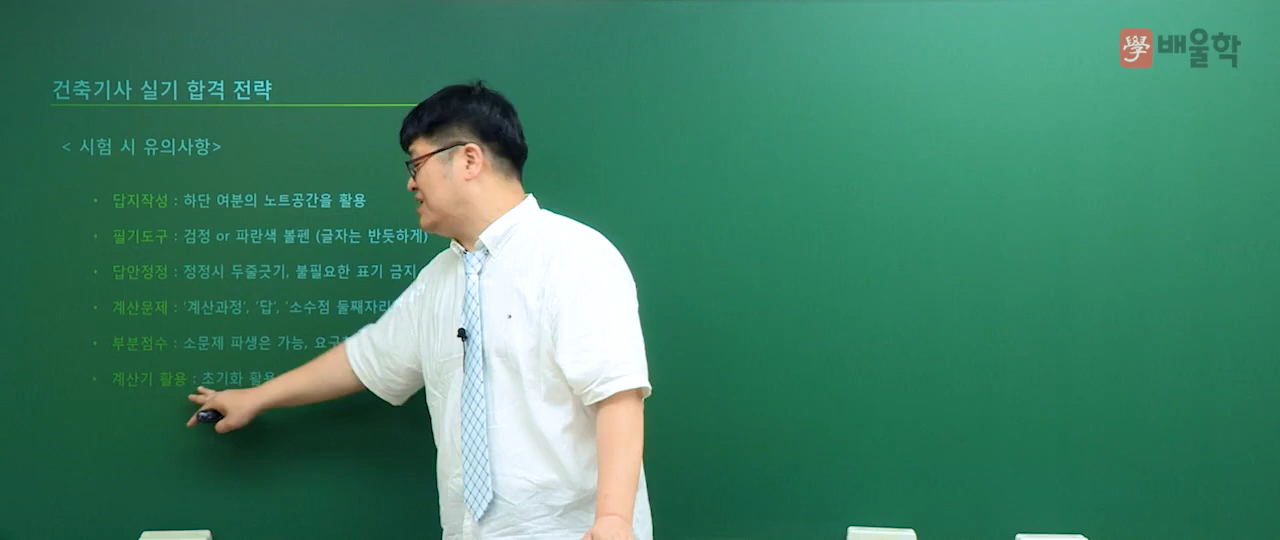 學 배울학
건축기사 실기 합격 전략
< 시험 시 유의사항>
• 답지작성 : 하단 여분의 노트공간을 활용
• 필기도구 : 검정 or 파란색 볼펜 (글자는 반듯하게)
• 답안정정 : 정정시 두줄긋기, 불필요한 표기 금지
• 계산문제 : '계산과정', '답', '소수점 둘째자리
• 부분점수 : 소문제 파생은 가능,
• 계산기 활용 : 초기화 활용